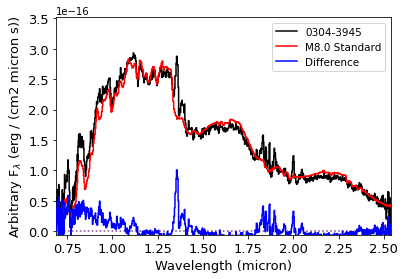 1e−16
0304-3945
M8.0 Standard
Difference
3.5
3.0
2.5
2.0
1.5
1.0
0.5
0.0
Arbitrary Fλ (erg / (cm2 micron s))
0.75 1.00 1.25 1.50 1.75 2.00 2.25 2.50
Wavelength (micron)